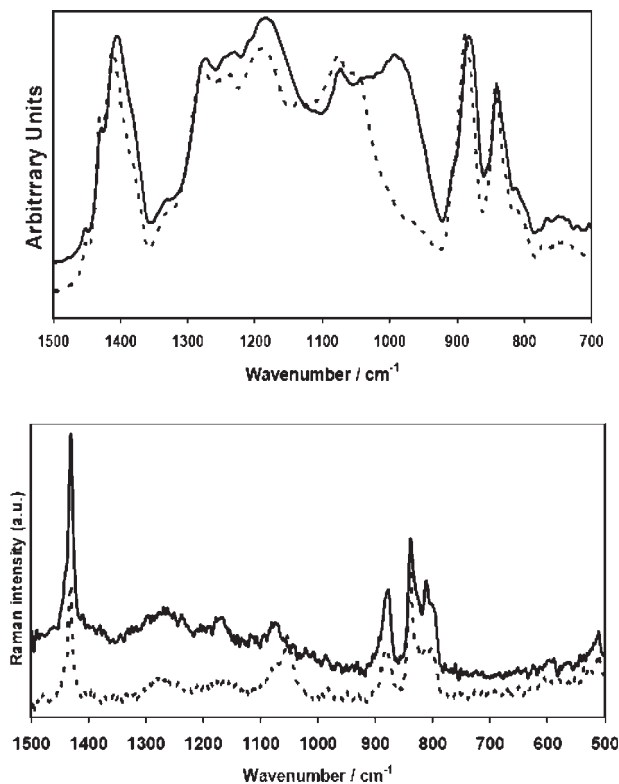 Arbitrrary Units
1500 1400 1300 1200 1100 1000 900 800 700
Wavenumber / cm-1
Raman intensity (a.u.)
1500 1400 1300 1200 1100 1000 900 800 700 600 500
Wavenumber / cm-1